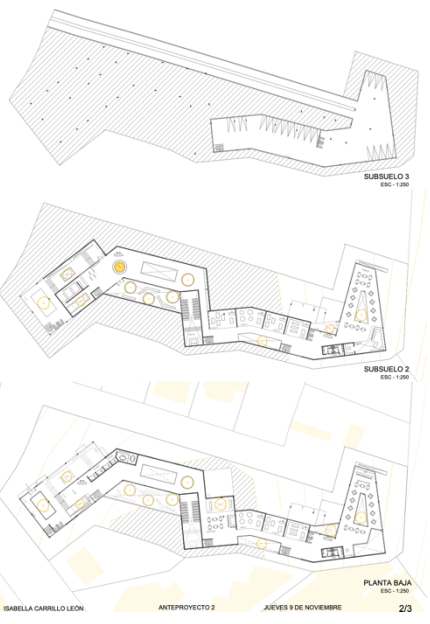 SUBSUELO 3
ESC - 1:250
SUBSUELO 2
ESC - 1:250
PLANTA BAJA
ESC - 1:250
ISABELLA CARRILLO LEÓN
ANTEPROYECTO 2
JUEVES 9 DE NOVIEMBRE
2/3